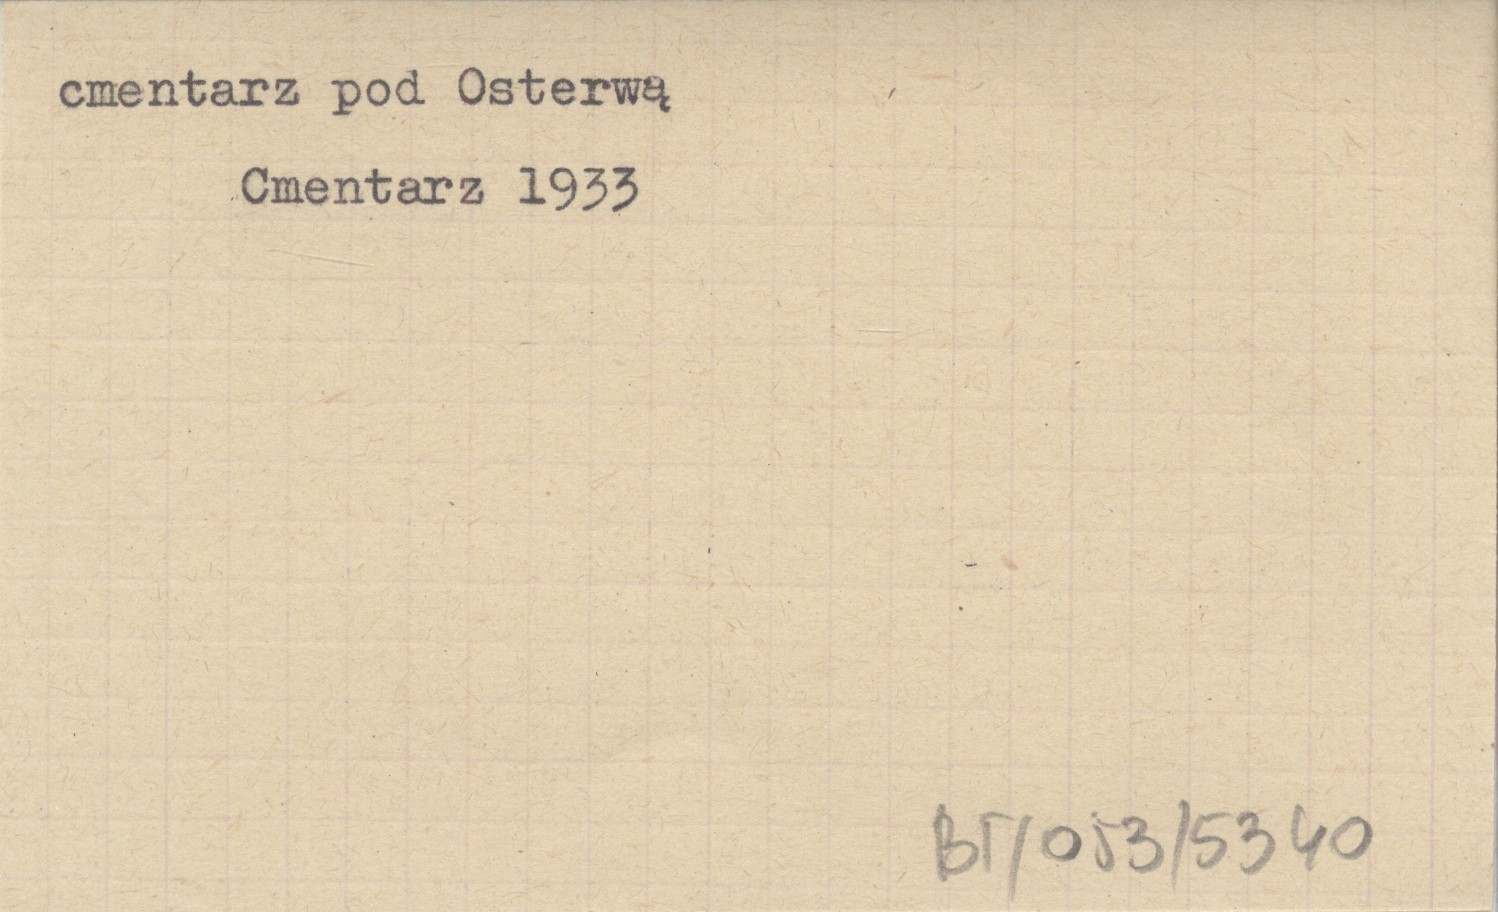 cmentarz pod Osterwą
Cmentarz 1933
BT/053/5340